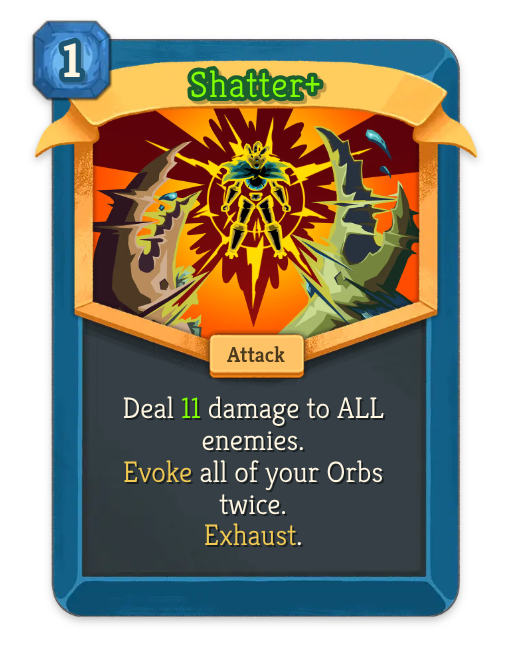 1
Shatter+
Attack
Deal 11 damage to ALL
enemies.
Evoke all of your Orbs
twice.
Exhaust.